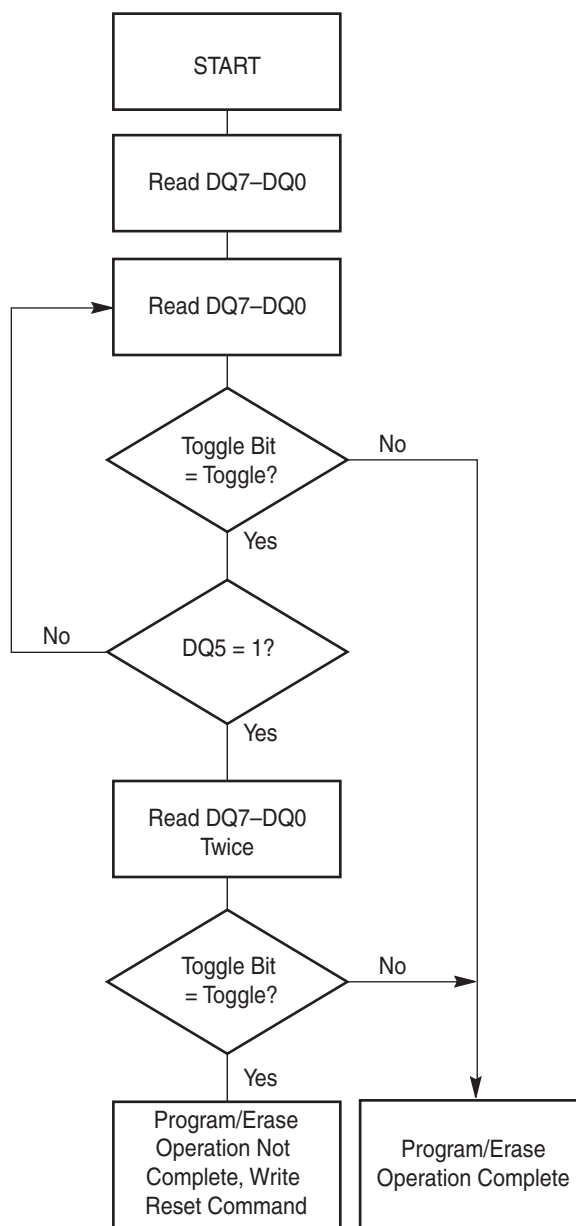 START
Read DQ7–DQ0
Read DQ7–DQ0
Toggle Bit
= Toggle?
No
Yes
No
DQ5 = 1?
Yes
Read DQ7–DQ0
Twice
Toggle Bit
= Toggle?
No
Yes
Program/Erase
Operation Not
Complete, Write
Reset Command
Program/Erase
Operation Complete